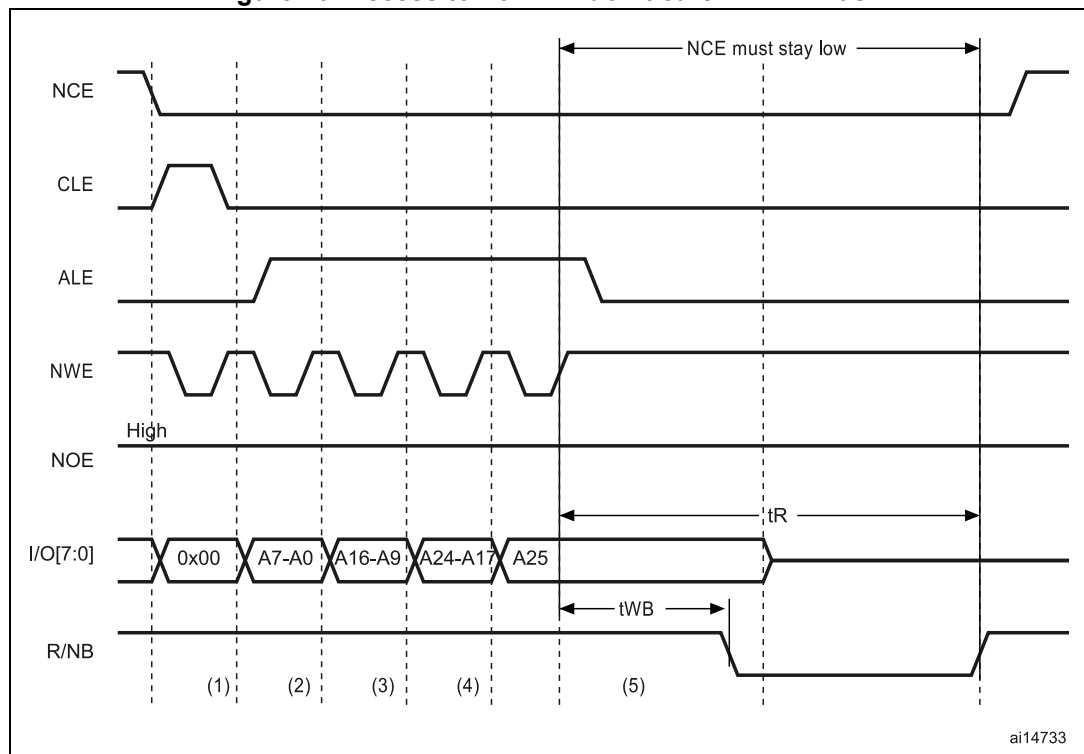 NCE must stay low
NCE
CLE
ALE
NWE
High
NOE
tR
I/O[7:0]
0x00
A7-A0
A16-A9
A24-A17
A25
tWB
R/NB
(1)
(2)
(3)
(4)
(5)
ai14733